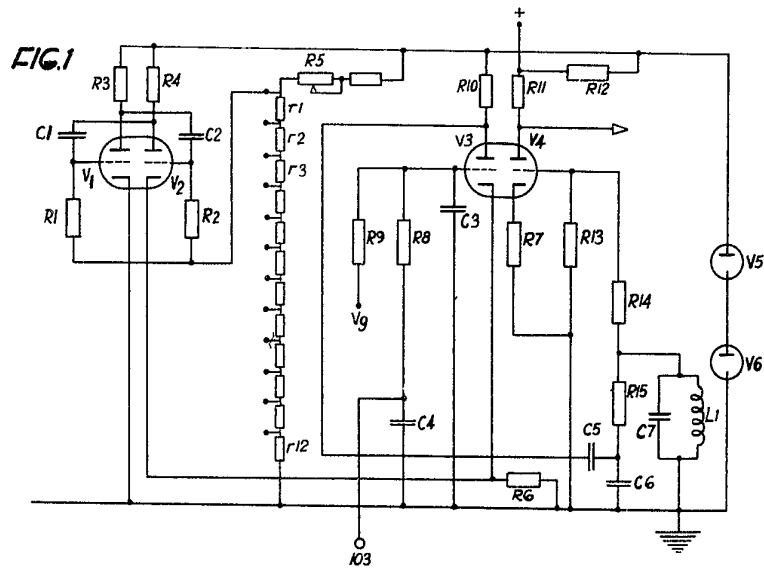 FIG.1
+
R3
R4
R5
R10
R11
R12
C1
C2
r1
r2
r3
V3
V4
V1
V2
R1
R2
R9
R8
C3
R7
R13
V5
R14
V9
V6
R15
C7
L1
r12
C4
C5
C6
R6
103